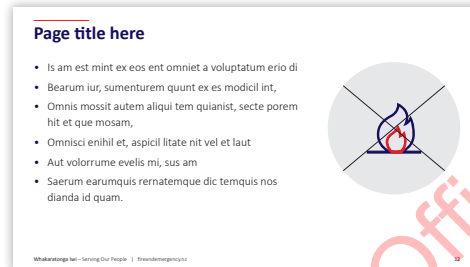 Page title here
• Is am est mint ex eos ent omniet a voluptatum erio di
• Bearum iur, sumenterum quunt ex es modicil int,
• Omnis mossit autem aliqui tem quianist, secte porem
hit et que mosam,
• Omnisci enihil et, aspicil litate nit vel et laut
• Aut volorrume evelis mi, sus am
• Saerum earumquis rernatemque dic temquis nos
dianda id quam.
Whakaratonga Iwi – Serving Our People | fireandemergency.nz
12